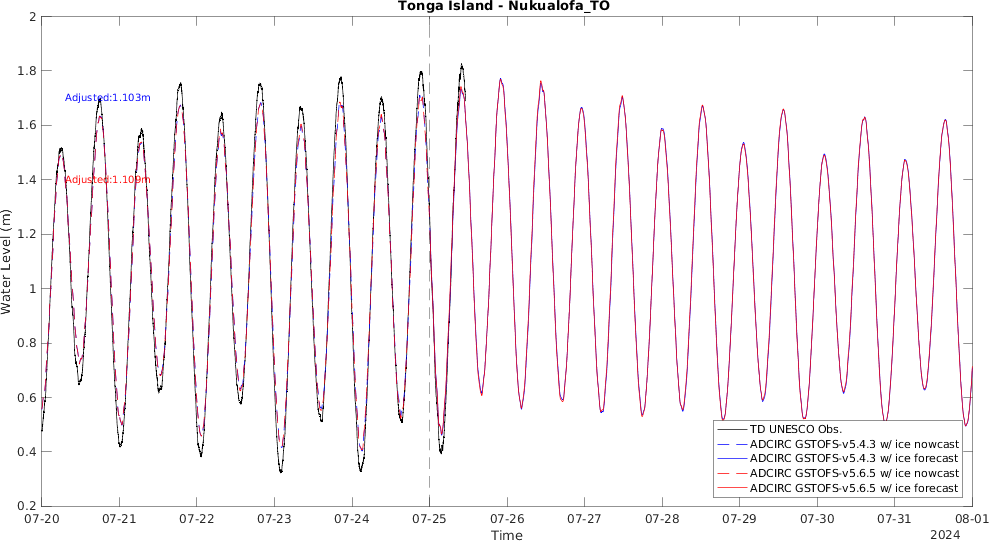 Tonga Island - Nukualofa_TO
2
1.8
1.6
1.4
1.2
1
0.8
0.6
0.4
0.2
Water Level (m)
Adjusted:1.103m
Adjusted:1.109m
TD UNESCO Obs.
ADCIRC GSTOFS-v5.4.3 w/ ice nowcast
ADCIRC GSTOFS-v5.4.3 w/ ice forecast
ADCIRC GSTOFS-v5.6.5 w/ ice nowcast
ADCIRC GSTOFS-v5.6.5 w/ ice forecast
07-20 07-21 07-22 07-23 07-24 07-25 07-26 07-27 07-28 07-29 07-30 07-31 08-01
Time
2024